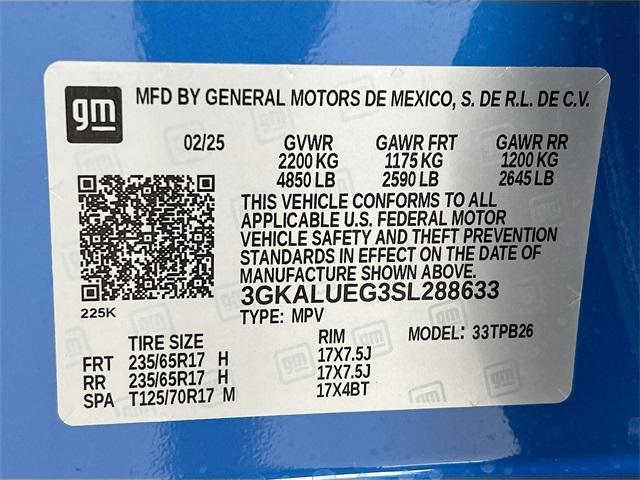 gm MFD BY GENERAL MOTORS DE MEXICO, S. DE R.L. DE C.V.
02/25 GVWR GAWR FRT GAWR RR
2200 KG 1175 KG 1200 KG
4850 LB 2590 LB 2645 LB
THIS VEHICLE CONFORMS TO ALL
APPLICABLE U.S. FEDERAL MOTOR
VEHICLE SAFETY AND THEFT PREVENTION
STANDARDS IN EFFECT ON THE DATE OF
MANUFACTURE SHOWN ABOVE.
3GKALUEG3SL288633
225K
TYPE: MPV MODEL: 33TPB26
TIRE SIZE RIM
FRT 235/65R17 H 17X7.5J
RR 235/65R17 H 17X7.5J
SPA T125/70R17 M 17X4BT